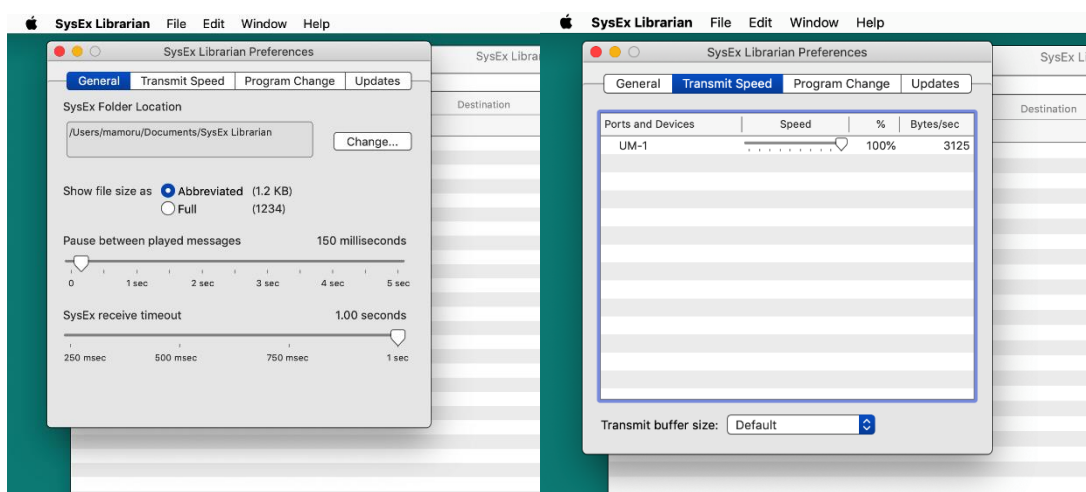 SysEx Librarian File Edit Window Help
SysEx Librarian Preferences
General Transmit Speed Program Change Updates
SysEx Folder Location
/Users/mamoru/Documents/SysEx Librarian
Change...
Show file size as Abbreviated (1.2 KB)
Full (1234)
Pause between played messages 150 milliseconds
0 1 sec 2 sec 3 sec 4 sec 5 sec
SysEx receive timeout 1.00 seconds
250 msec 500 msec 750 msec 1 sec
SysEx Libra
Destination
SysEx Librarian File Edit Window Help
SysEx Librarian Preferences
General Transmit Speed Program Change Updates
Ports and Devices Speed % Bytes/sec
UM-1 100% 3125
Transmit buffer size: Default
SysEx L
Destination